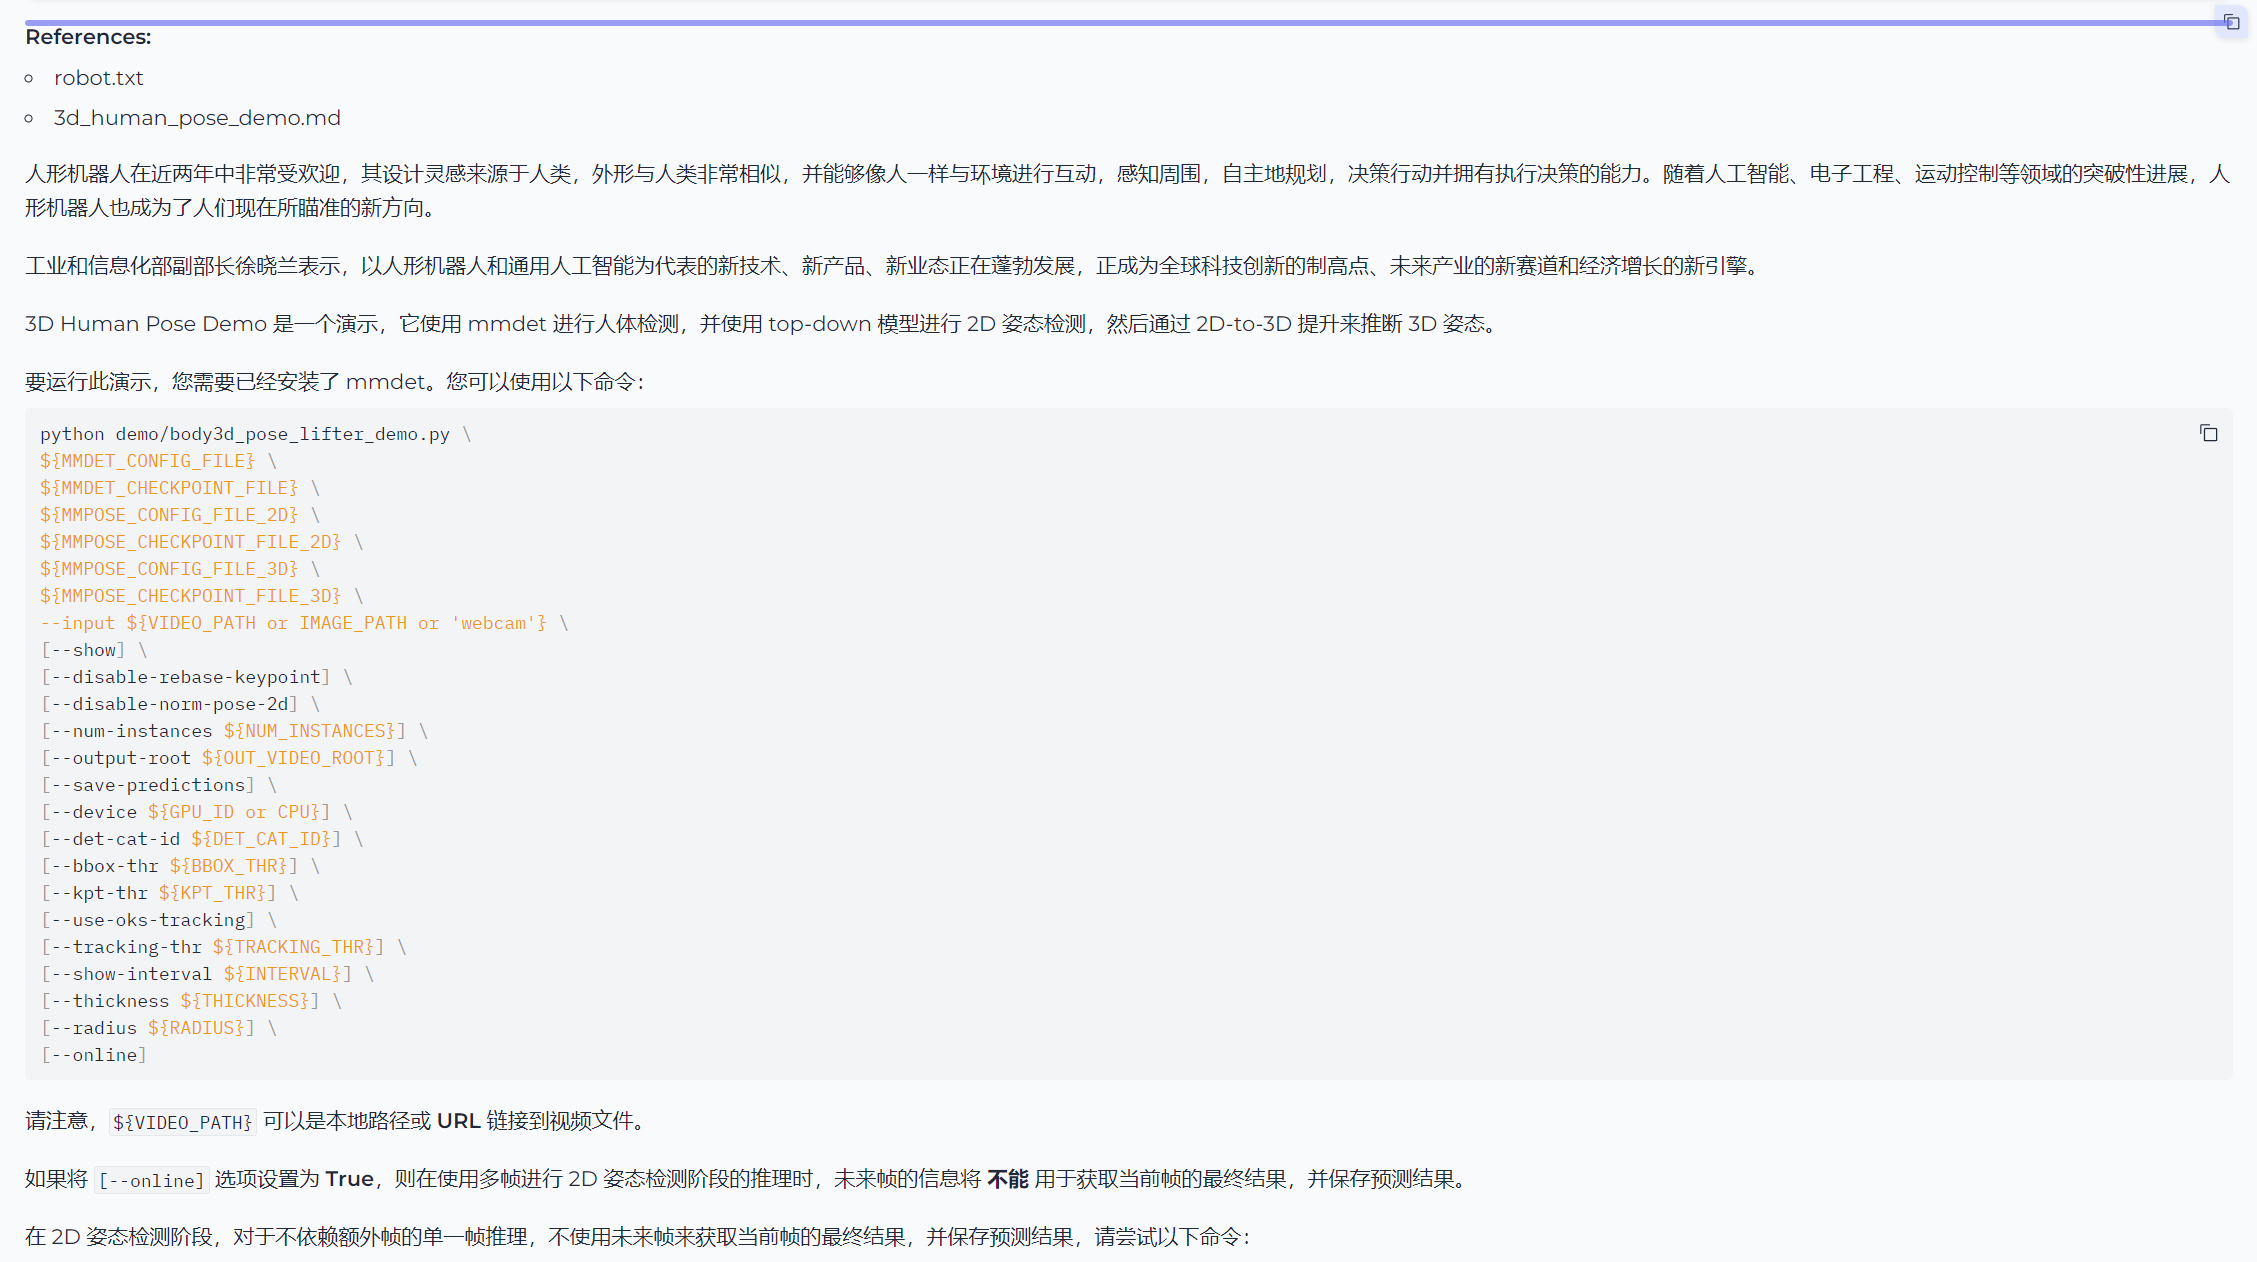 References:
robot.txt
3d_human_pose_demo.md
人形机器人在近两年中非常受欢迎，其设计灵感来源于人类，外形与人类非常相似，并能够像人一样与环境进行互动，感知周围，自主地规划，决策行动并拥有执行决策的能力。随着人工智能、电子工程、运动控制等领域的突破性进展，人
形机器人也成为了人们现在所瞄准的新方向。
工业和信息化部副部长徐晓兰表示，以人形机器人和通用人工智能为代表的新技术、新产品、新业态正在蓬勃发展，正成为全球科技创新的制高点、未来产业的新赛道和经济增长的新引擎。
3D Human Pose Demo 是一个演示，它使用 mmdet 进行人体检测，并使用 top-down 模型进行 2D 姿态检测，然后通过 2D-to-3D 提升来推断 3D 姿态。
要运行此演示，您需要已经安装了 mmdet。您可以使用以下命令：
python demo/body3d_pose_lifter_demo.py \
${MMDET_CONFIG_FILE} \
${MMDET_CHECKPOINT_FILE} \
${MMPOSE_CONFIG_FILE_2D} \
${MMPOSE_CHECKPOINT_FILE_2D} \
${MMPOSE_CONFIG_FILE_3D} \
${MMPOSE_CHECKPOINT_FILE_3D} \
--input ${VIDEO_PATH or IMAGE_PATH or 'webcam'} \
[--show] \
[--disable-rebase-keypoint] \
[--disable-norm-pose-2d] \
[--num-instances ${NUM_INSTANCES}] \
[--output-root ${OUT_VIDEO_ROOT}] \
[--save-predictions] \
[--device ${GPU_ID or CPU}] \
[--det-cat-id ${DET_CAT_ID}] \
[--bbox-thr ${BBOX_THR}] \
[--kpt-thr ${KPT_THR}] \
[--use-oks-tracking] \
[--tracking-thr ${TRACKING_THR}] \
[--show-interval ${INTERVAL}] \
[--thickness ${THICKNESS}] \
[--radius ${RADIUS}] \
[--online]
请注意，${VIDEO_PATH} 可以是本地路径或 URL 链接到视频文件。
如果将 [--online] 选项设置为 True，则在使用多帧进行 2D 姿态检测阶段的推理时，未来帧的信息将 不能 用于获取当前帧的最终结果，并保存预测结果。
在 2D 姿态检测阶段，对于不依赖额外帧的单一帧推理，不使用未来帧来获取当前帧的最终结果，并保存预测结果，请尝试以下命令：